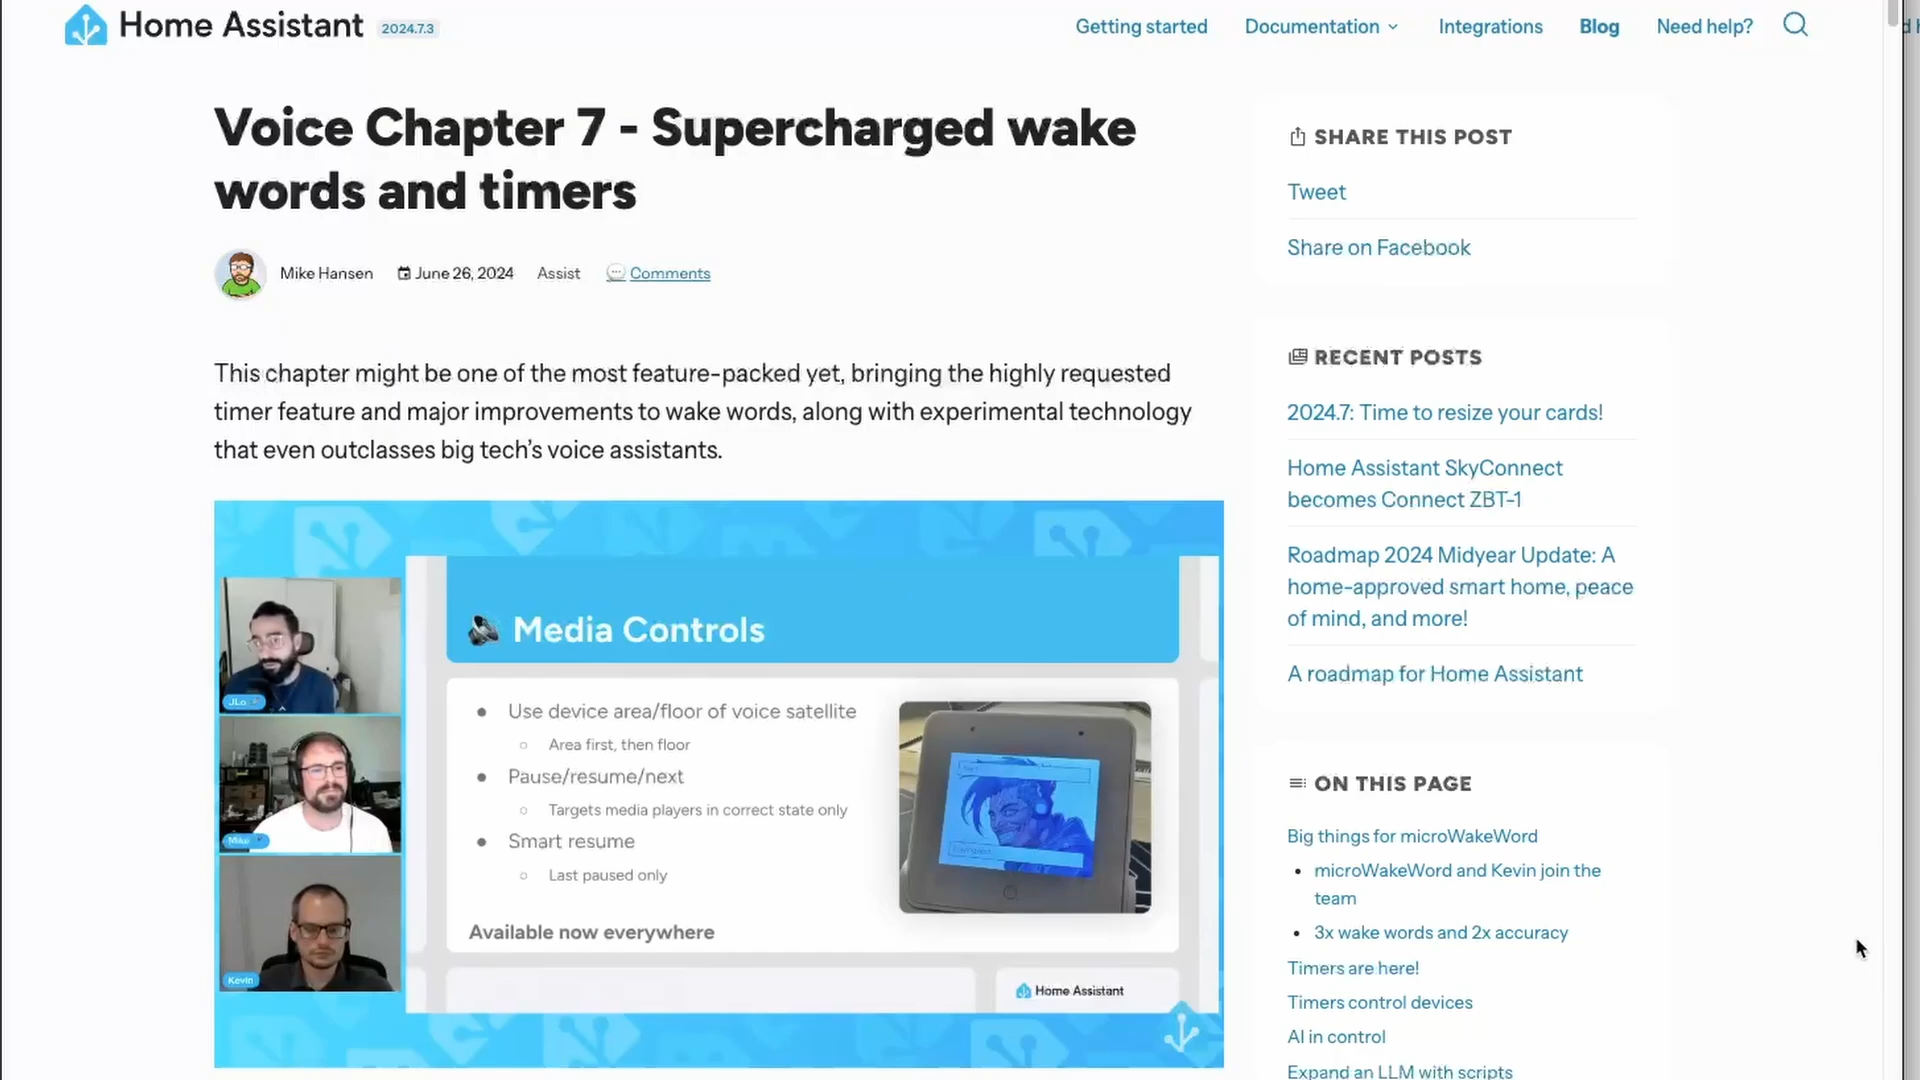 Home Assistant 2024.7.3
Getting started Documentation Integrations Blog Need help?
Voice Chapter 7 - Supercharged wake
words and timers
Mike Hansen June 26, 2024 Assist Comments
This chapter might be one of the most feature-packed yet, bringing the highly requested
timer feature and major improvements to wake words, along with experimental technology
that even outclasses big tech’s voice assistants.
Media Controls
Use device area/floor of voice satellite
Area first, then floor
Pause/resume/next
Targets media players in correct state only
Smart resume
Last paused only
Available now everywhere
Home Assistant
JLo
Mike
Kevin
SHARE THIS POST
Tweet
Share on Facebook
RECENT POSTS
2024.7: Time to resize your cards!
Home Assistant SkyConnect
becomes Connect ZBT-1
Roadmap 2024 Midyear Update: A
home-approved smart home, peace
of mind, and more!
A roadmap for Home Assistant
ON THIS PAGE
Big things for microWakeWord
microWakeWord and Kevin join the
team
3x wake words and 2x accuracy
Timers are here!
Timers control devices
AI in control
Expand an LLM with scripts